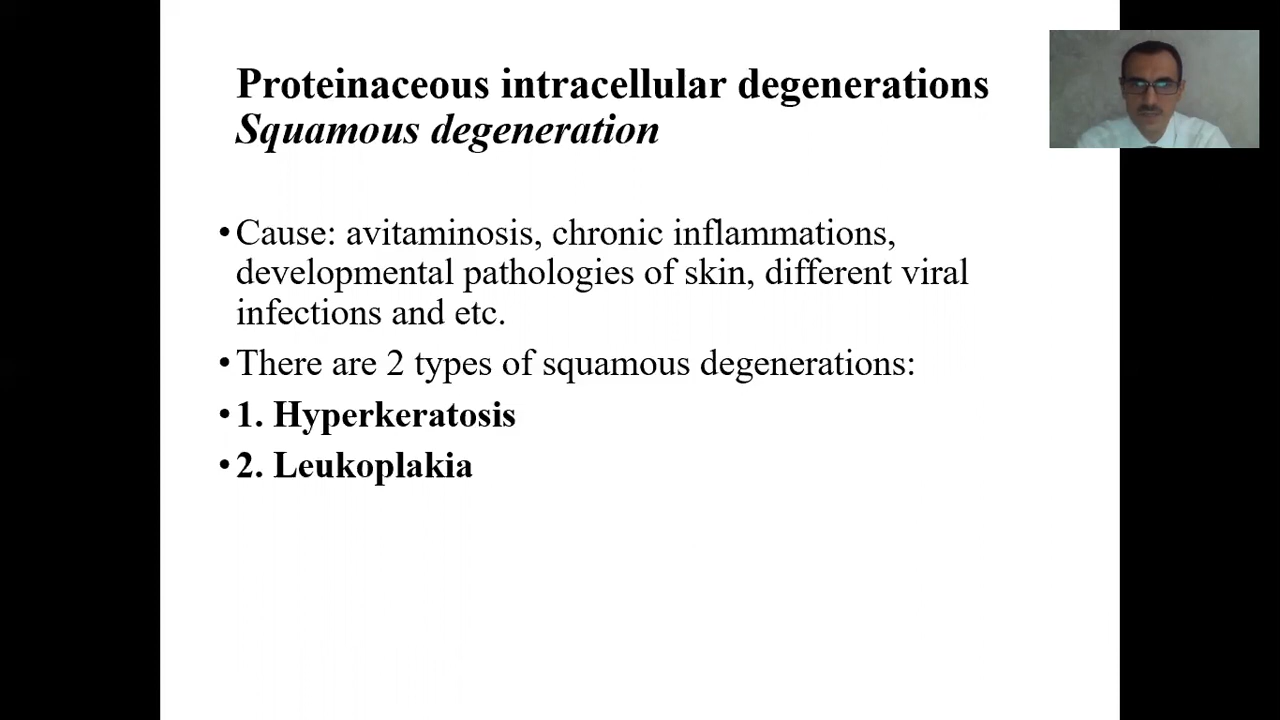 Proteinaceous intracellular degenerations
Squamous degeneration
•Cause: avitaminosis, chronic inflammations,
developmental pathologies of skin, different viral
infections and etc.
•There are 2 types of squamous degenerations:
•1. Hyperkeratosis
•2. Leukoplakia